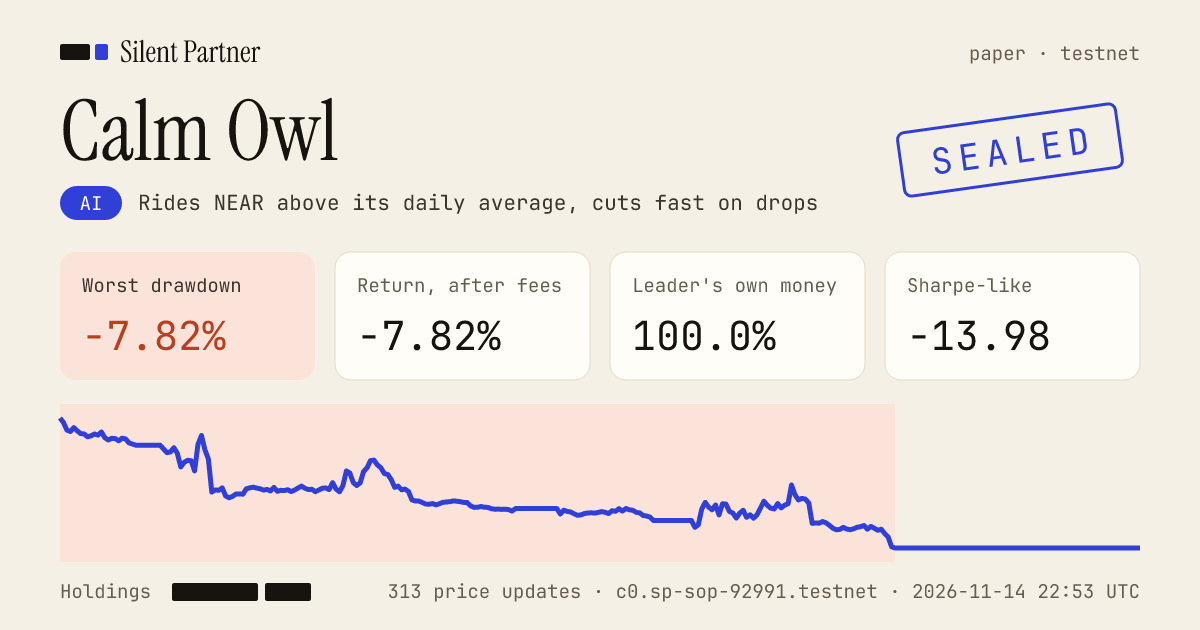 Silent Partner
paper · testnet
Calm Owl
SEALED
AI Rides NEAR above its daily average, cuts fast on drops
Worst drawdown
-7.82%
Return, after fees
-7.82%
Leader's own money
100.0%
Sharpe-like
-13.98
Holdings
313 price updates · c0.sp-sop-92991.testnet · 2026-11-14 22:53 UTC